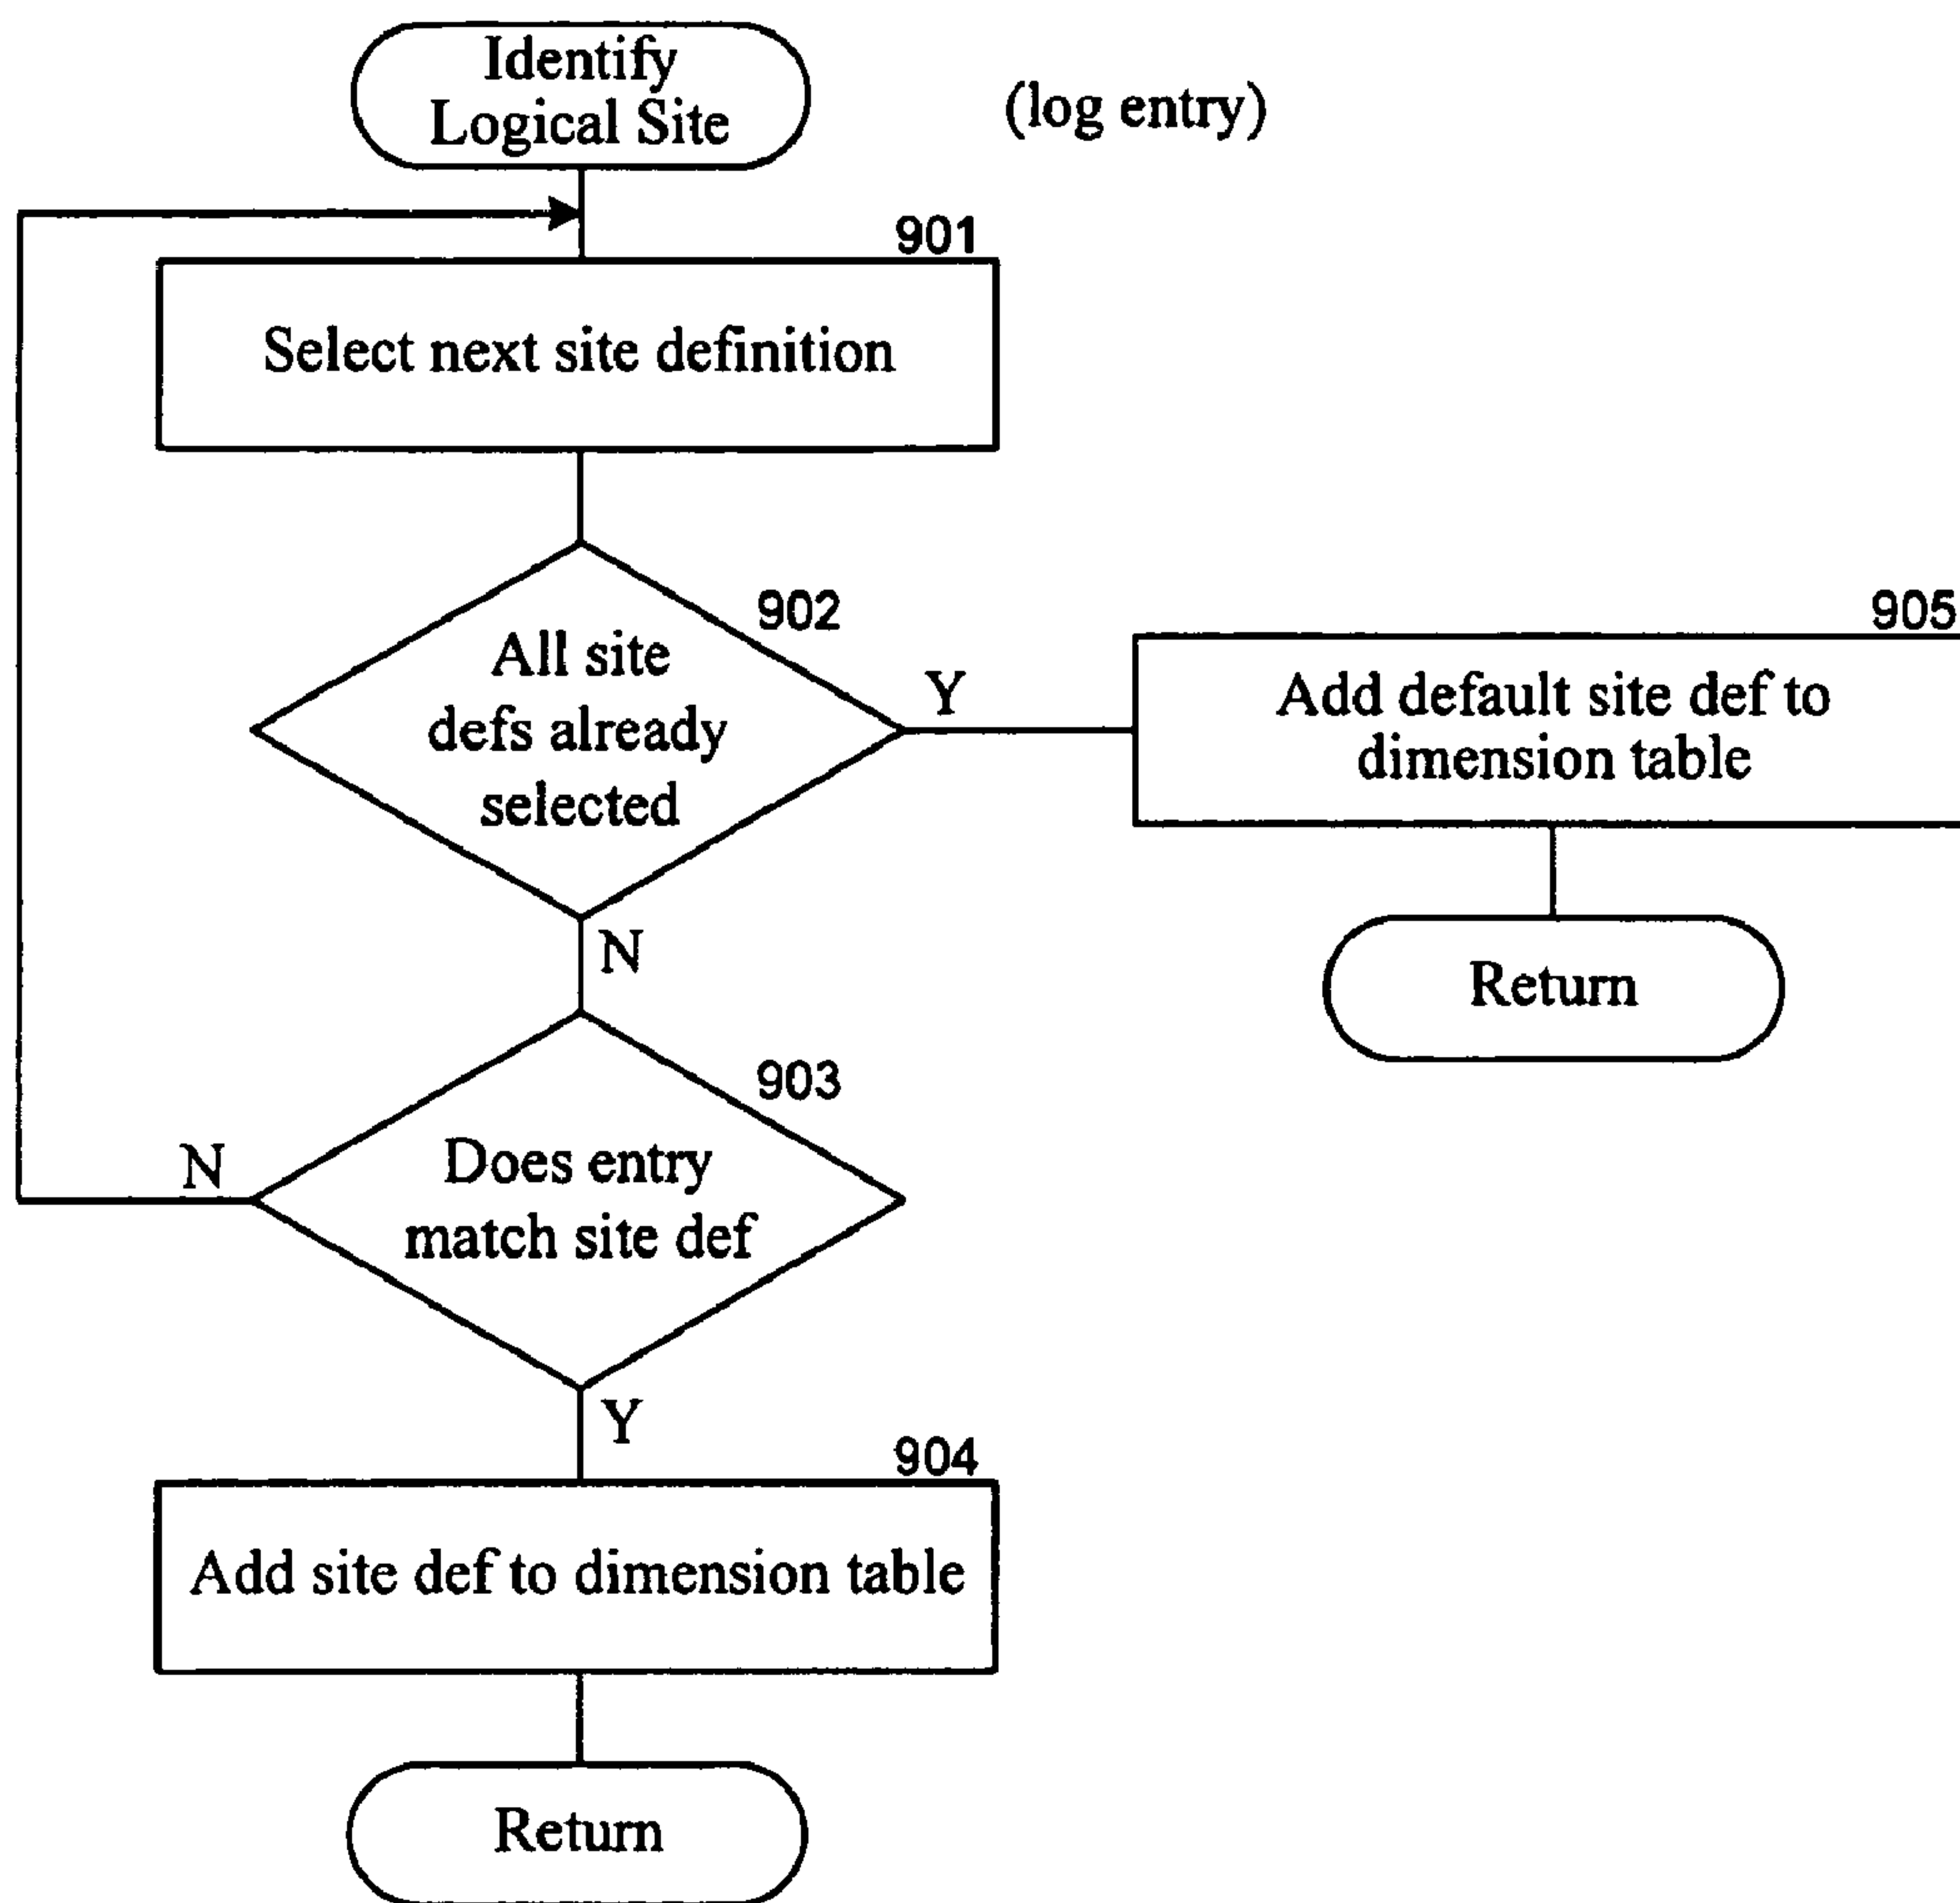 Identify
Logical Site
(log entry)
901
Select next site definition
902
All site
defs already
selected
Y
905
Add default site def to
dimension table
Return
N
903
Does entry
match site def
N
Y
904
Add site def to dimension table
Return